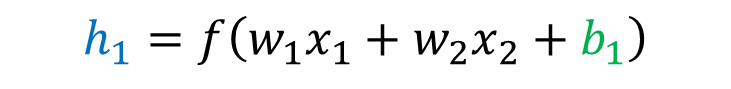 h₁ = f(w₁x₁ + w₂x₂ + b₁)